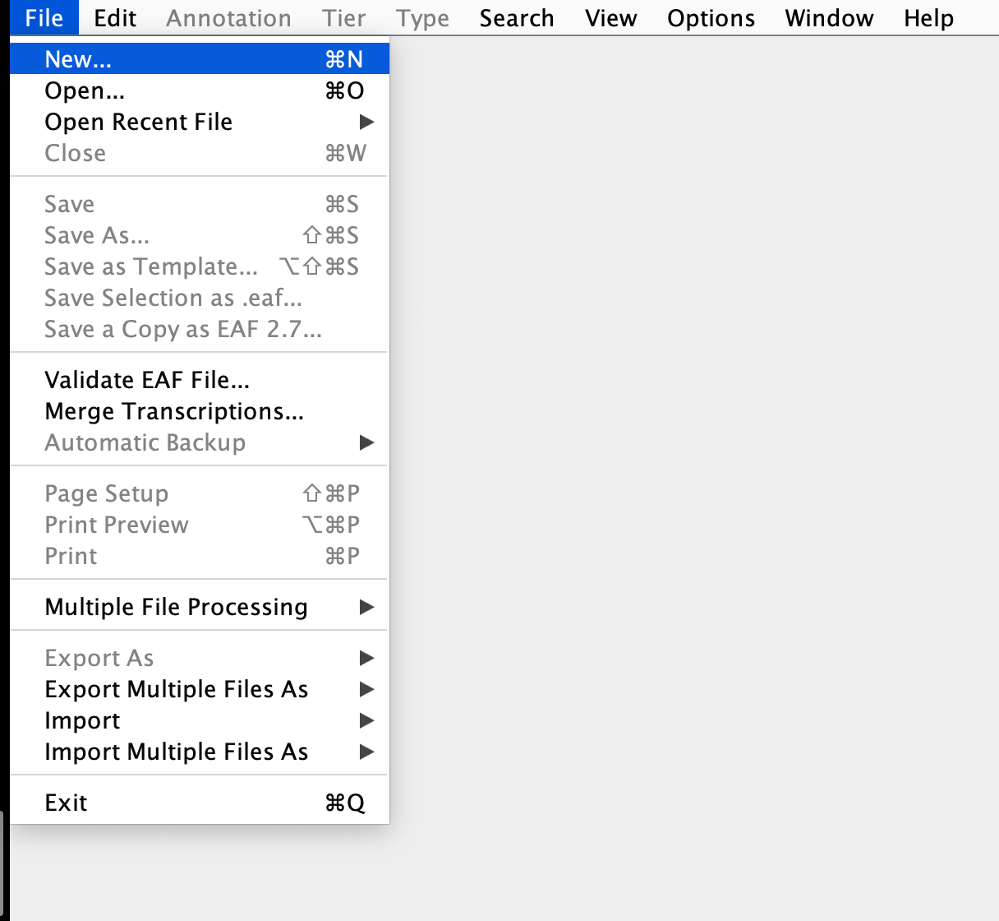 File Edit Annotation Tier Type Search View Options Window Help
New... ⌘N
Open... ⌘O
Open Recent File ▶
Close ⌘W
Save ⌘S
Save As... ⇧⌘S
Save as Template... ⌥⇧⌘S
Save Selection as .eaf...
Save a Copy as EAF 2.7...
Validate EAF File...
Merge Transcriptions...
Automatic Backup ▶
Page Setup ⇧⌘P
Print Preview ⌥⌘P
Print ⌘P
Multiple File Processing ▶
Export As ▶
Export Multiple Files As ▶
Import ▶
Import Multiple Files As ▶
Exit ⌘Q